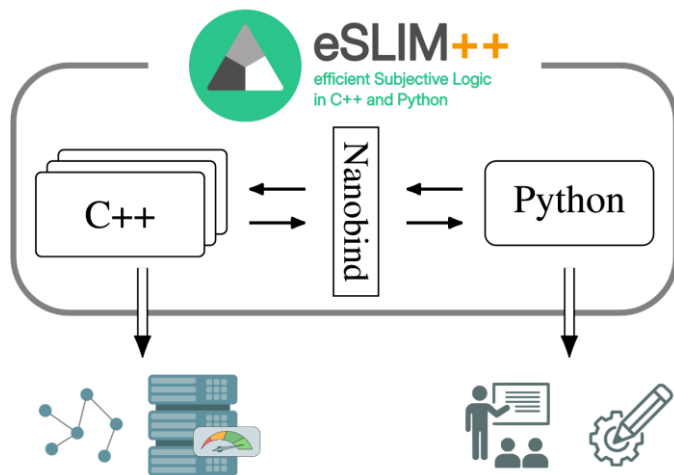 eSLIM++
efficient Subjective Logic
in C++ and Python
C++
Nanobind
Python